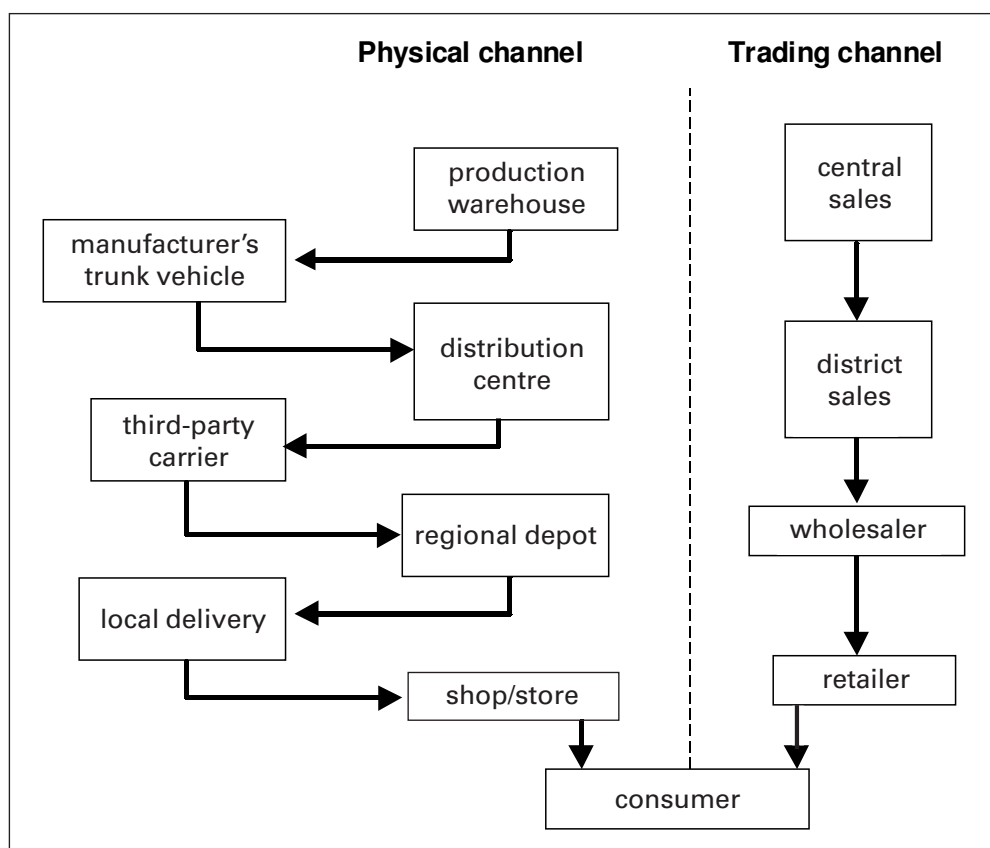 Physical channel
Trading channel
production
warehouse
manufacturer’s
trunk vehicle
distribution
centre
third-party
carrier
regional depot
local delivery
shop/store
central
sales
district
sales
wholesaler
retailer
consumer